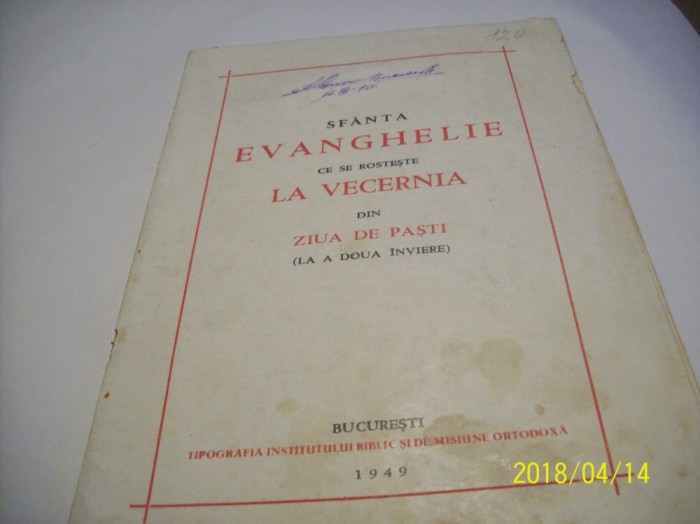 120
SFÂNTA
EVANGHELIE
CE SE ROSTEȘTE
LA VECERNIA
DIN
ZIUA DE PAȘTI
(LA A DOUA ÎNVIERE)
BUCUREȘTI
TIPOGRAFIA INSTITUTULUI BIBLIC ȘI DE MISIUNE ORTODOXĂ
1949
2018/04/14